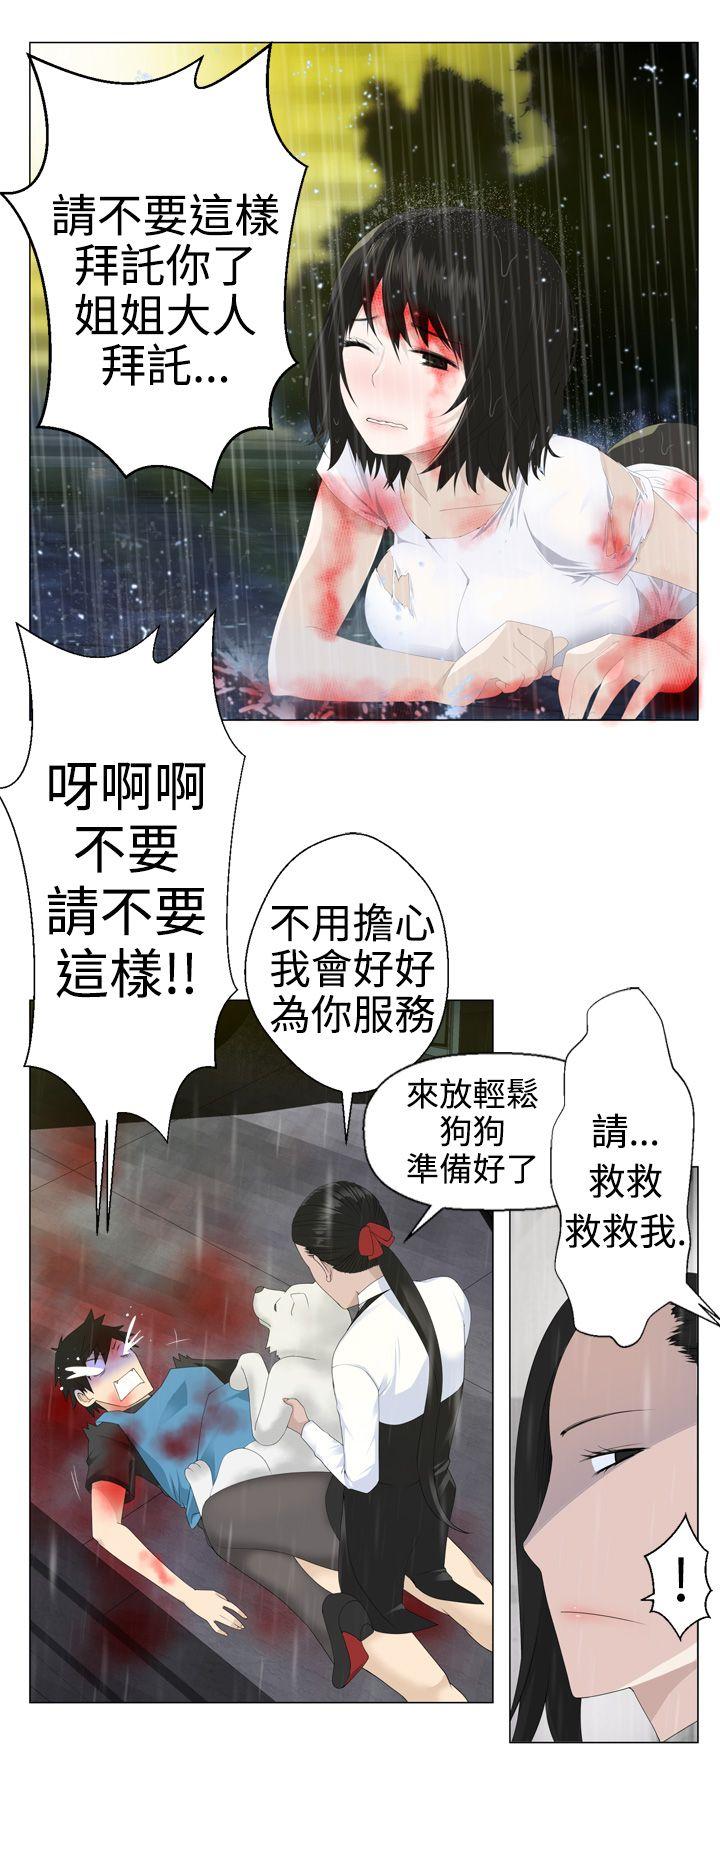 請不要這樣
拜託你了
姐姐大人
拜託...
呀啊啊
不要
請不要
這樣!!
不用擔心
我會好好
為你服務
來放輕鬆
狗狗
準備好了
請...
救救
救救我.
!